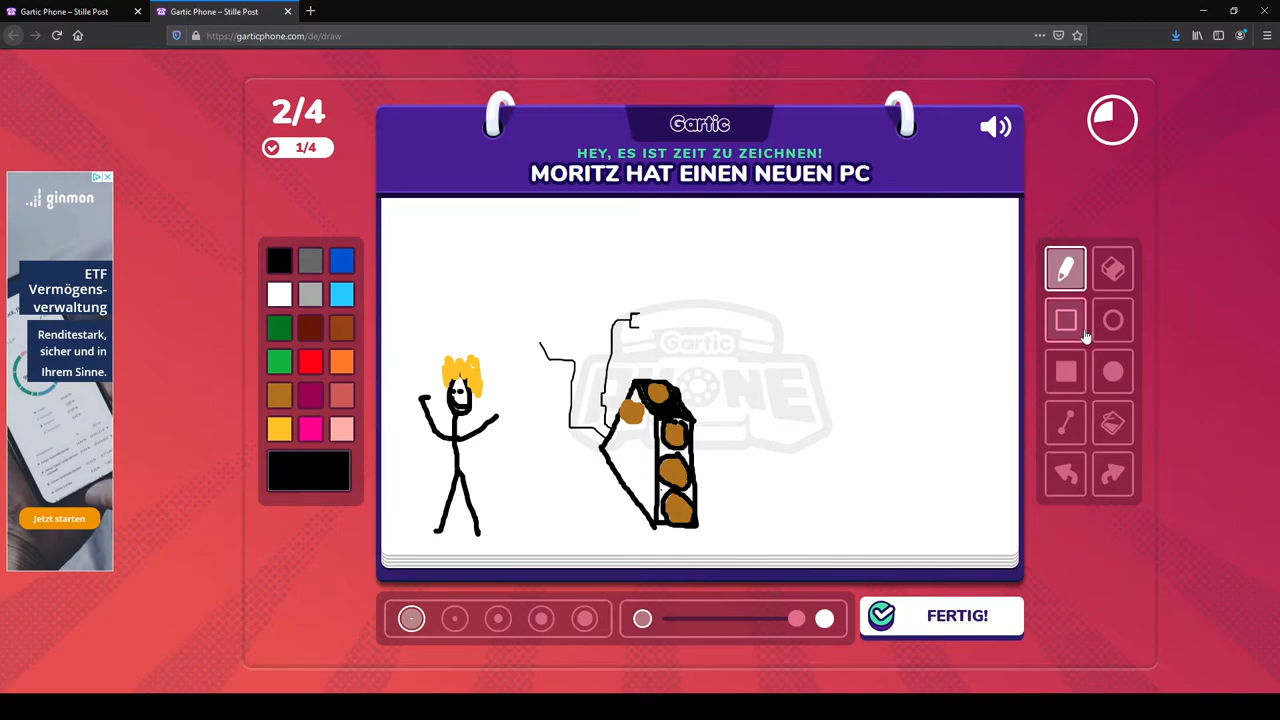 Gartic Phone – Stille Post
Gartic Phone – Stille Post
https://garticphone.com/de/draw
2/4
1/4
Gartic
HEY, ES IST ZEIT ZU ZEICHNEN!
MORITZ HAT EINEN NEUEN PC
ginmon
ETF
Vermögens-
verwaltung
Renditestark,
sicher und in
Ihrem Sinne.
Jetzt starten
Gartic
PHONE
FERTIG!